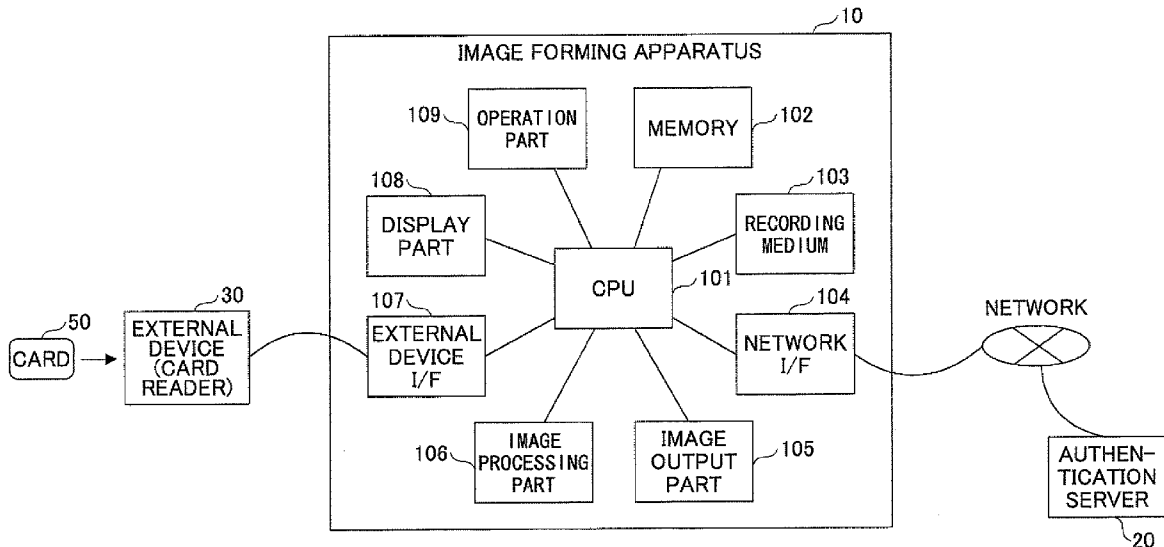 10
IMAGE FORMING APPARATUS
109
OPERATION
PART
MEMORY
102
108
DISPLAY
PART
103
RECORDING
MEDIUM
CPU
101
50
CARD
30
EXTERNAL
DEVICE
(CARD
READER)
107
EXTERNAL
DEVICE
I/F
104
NETWORK
I/F
NETWORK
106
IMAGE
PROCESSING
PART
IMAGE
OUTPUT
PART
105
AUTHEN-
TICATION
SERVER
20